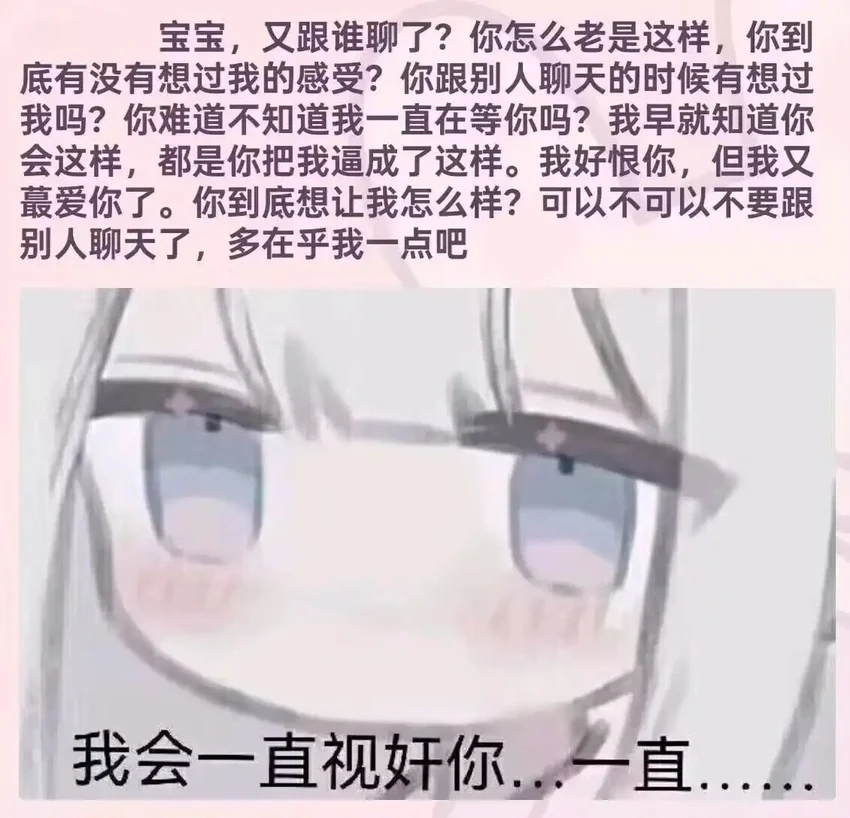 宝宝，又跟谁聊了？你怎么老是这样，你到
底有没有想过我的感受？你跟别人聊天的时候有想过
我吗？你难道不知道我一直在等你吗？我早就知道你
会这样，都是你把我逼成了这样。我好恨你，但我又
蕞爱你了。你到底想让我怎么样？可以不可以不要跟
别人聊天了，多在乎我一点吧
我会一直视奸你...一直......